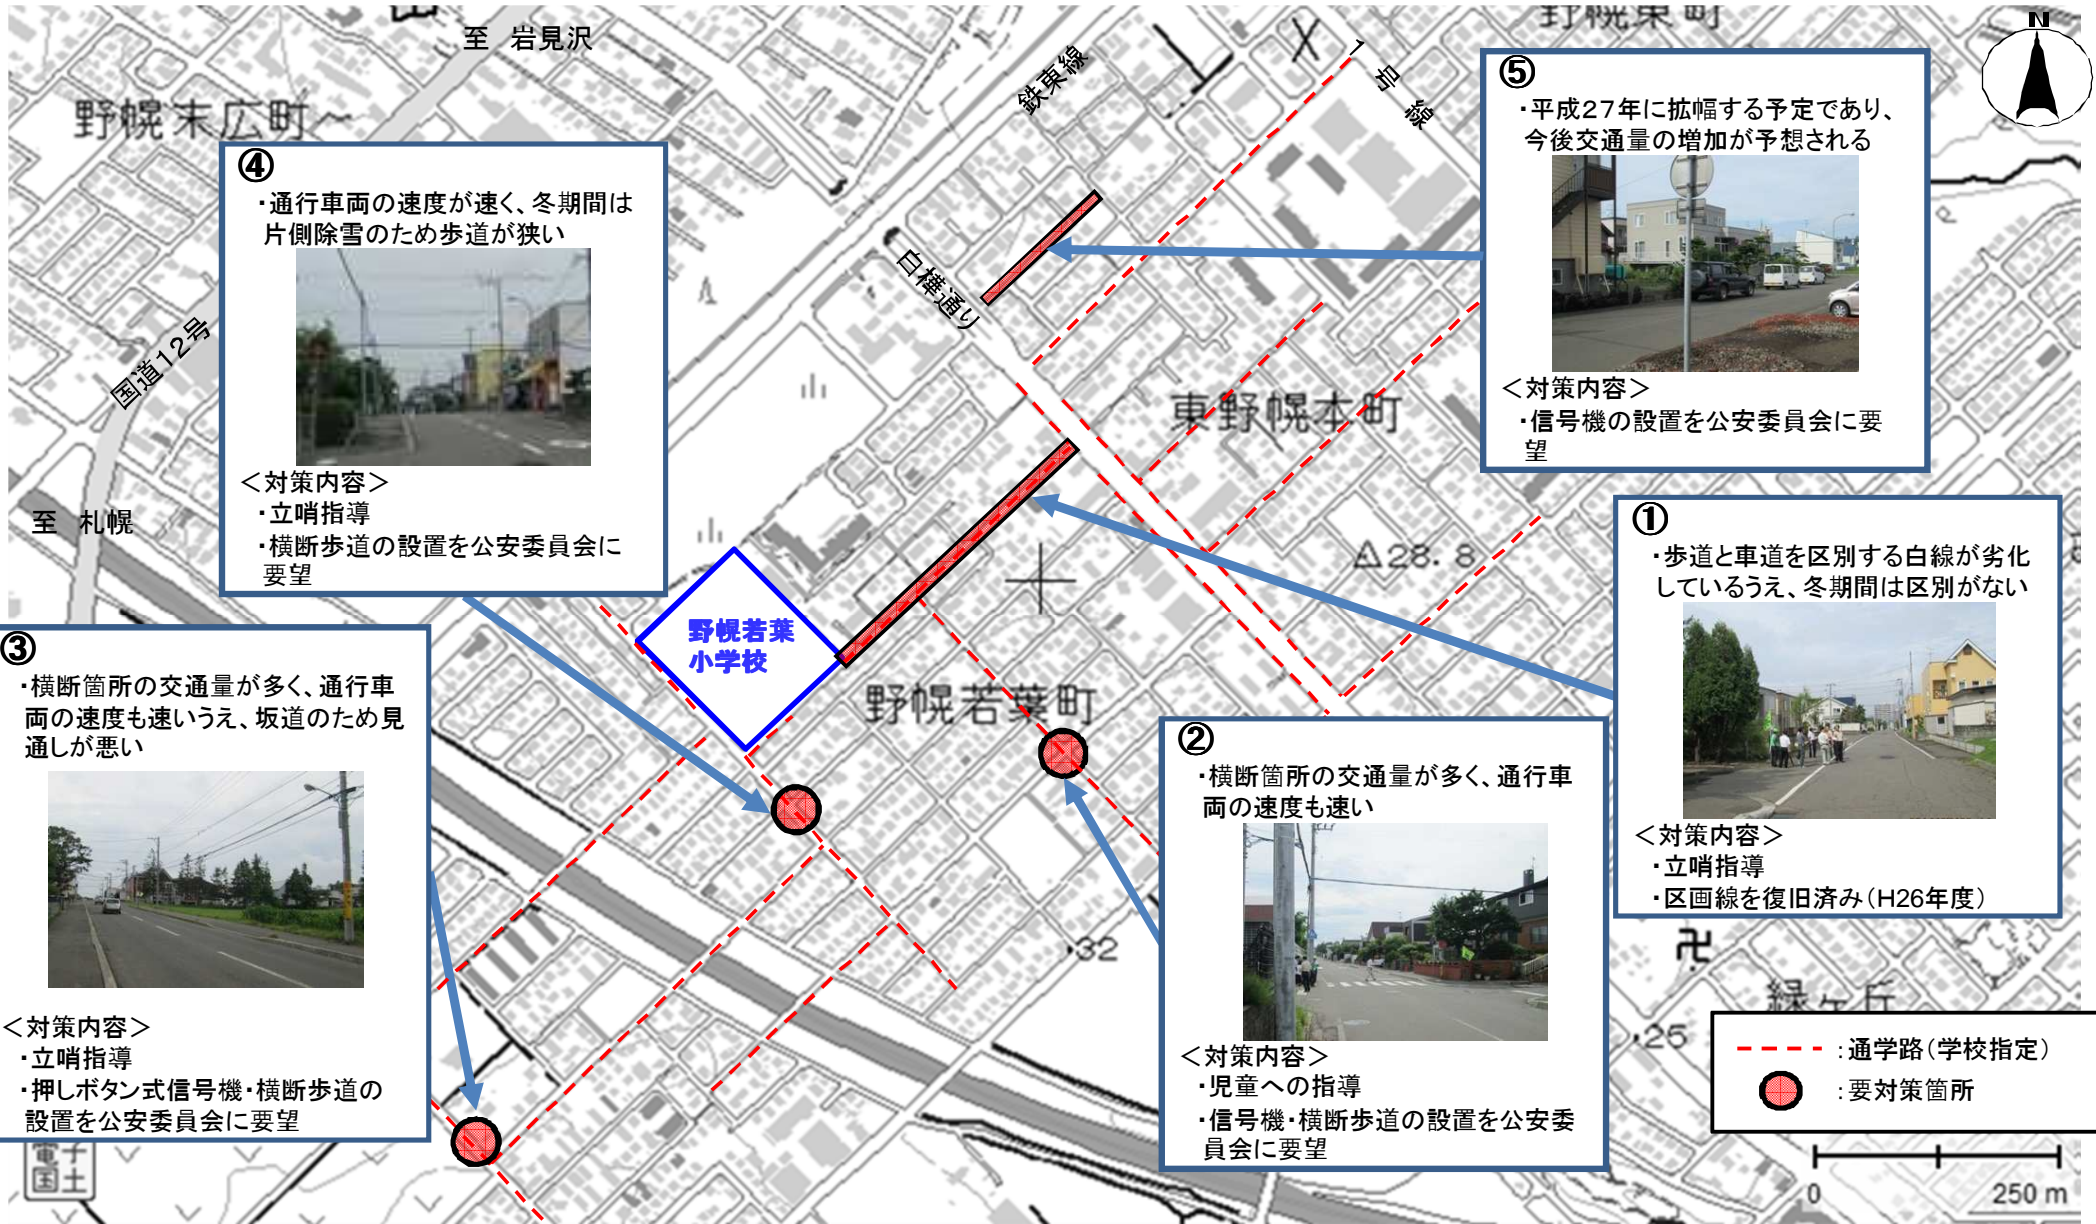 至 岩見沢
野幌東町
N
野幌末広町
鉄東線
1号線
白樺通り
国道12号
至 札幌
東野幌本町
△28.8
野幌若葉
小学校
野幌若葉町
・32
・25
卍
緑ヶ丘
電子
国土
④
・通行車両の速度が速く、冬期間は
片側除雪のため歩道が狭い
<対策内容>
・立哨指導
・横断歩道の設置を公安委員会に
要望
⑤
・平成27年に拡幅する予定であり、
今後交通量の増加が予想される
<対策内容>
・信号機の設置を公安委員会に要
望
③
・横断箇所の交通量が多く、通行車
両の速度も速いうえ、坂道のため見
通しが悪い
<対策内容>
・立哨指導
・押しボタン式信号機・横断歩道の
設置を公安委員会に要望
②
・横断箇所の交通量が多く、通行車
両の速度も速い
<対策内容>
・児童への指導
・信号機・横断歩道の設置を公安委
員会に要望
①
・歩道と車道を区別する白線が劣化
しているうえ、冬期間は区別がない
<対策内容>
・立哨指導
・区画線を復旧済み(H26年度)
:通学路(学校指定)
:要対策箇所
0 250 m